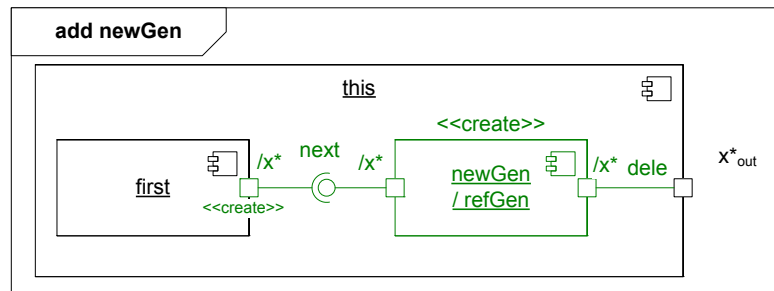 add newGen
this
<<create>>
/x*
next
/x*
/x*
dele
x*out
first
newGen
/ refGen
<<create>>